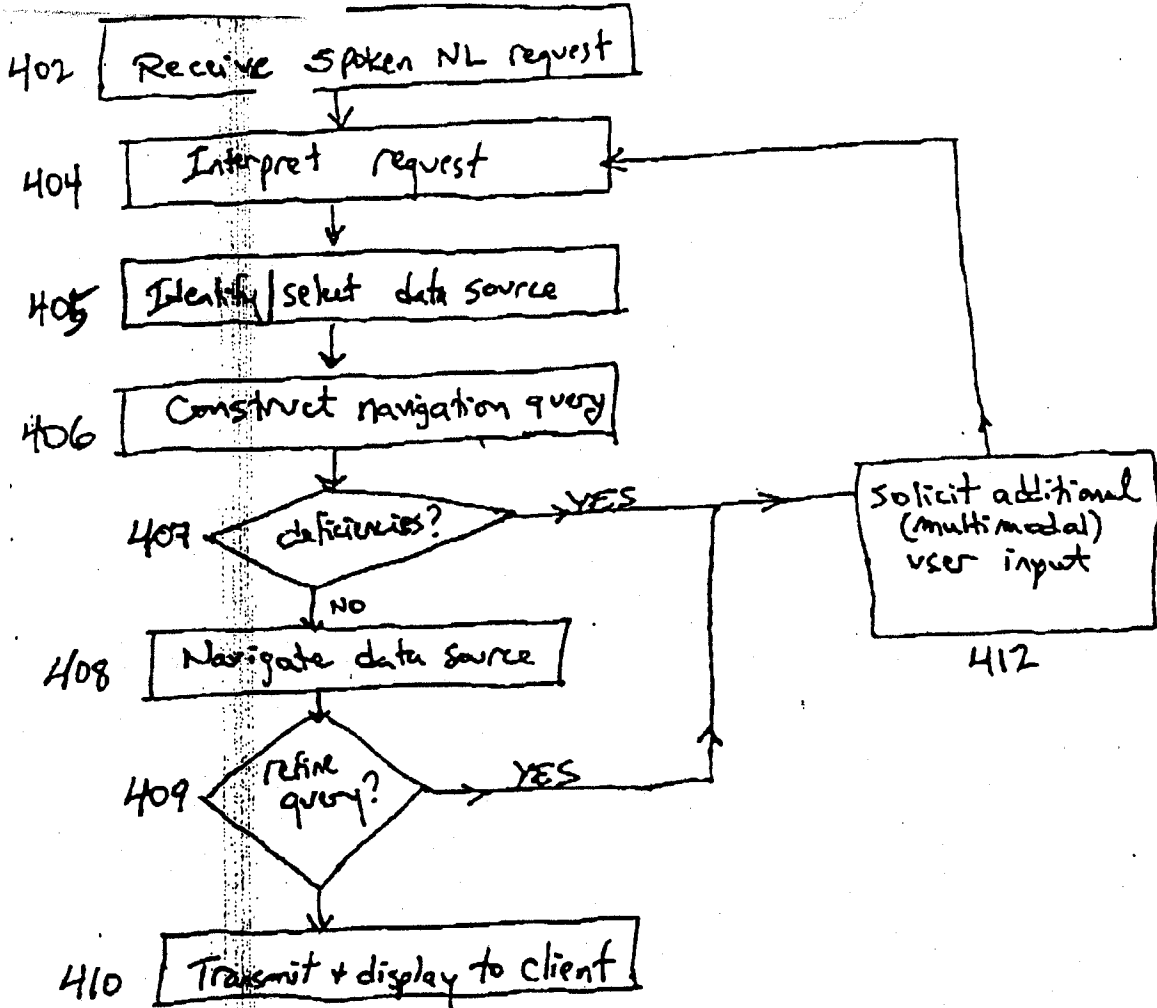 402 Receive spoken NL request
404 Interpret request
405 Identify/select data source
406 Construct navigation query
407 deficiencies? YES
NO
solicit additional
(multimodal)
user input
412
408 Navigate data source
409 refine
query? YES
410 Transmit + display to client